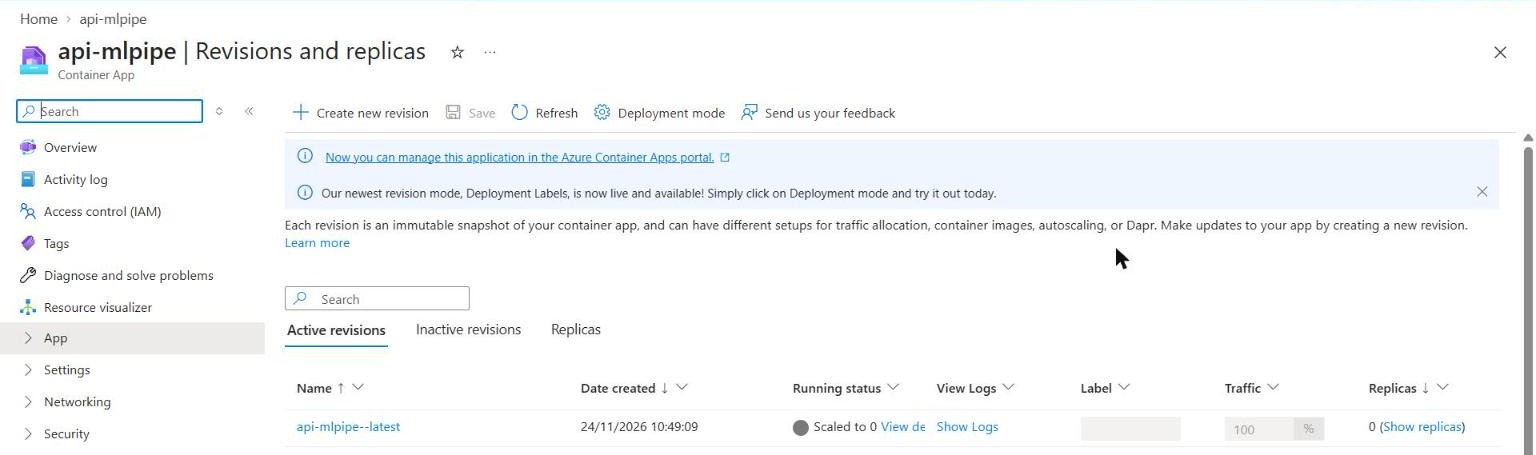 Home > api-mlpipe
api-mlpipe | Revisions and replicas
Container App
Search
Create new revision Save Refresh Deployment mode Send us your feedback
Now you can manage this application in the Azure Container Apps portal.
Our newest revision mode, Deployment Labels, is now live and available! Simply click on Deployment mode and try it out today.
Each revision is an immutable snapshot of your container app, and can have different setups for traffic allocation, container images, autoscaling, or Dapr. Make updates to your app by creating a new revision.
Learn more
Overview
Activity log
Access control (IAM)
Tags
Diagnose and solve problems
Resource visualizer
App
Settings
Networking
Security
Search
Active revisions Inactive revisions Replicas
Name ↑ Date created ↓ Running status View Logs Label Traffic Replicas ↓
api-mlpipe--latest 24/11/2026 10:49:09 Scaled to 0 View de Show Logs 100 % 0 (Show replicas)